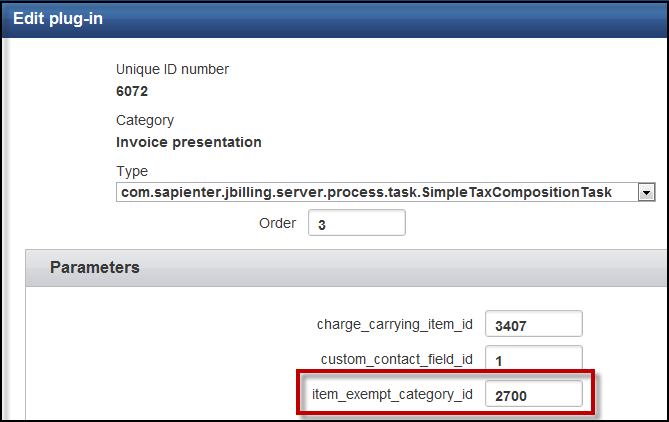 Edit plug-in
Unique ID number
6072
Category
Invoice presentation
Type
com.sapienter.jbilling.server.process.task.SimpleTaxCompositionTask
Order 3
Parameters
charge_carrying_item_id 3407
custom_contact_field_id 1
item_exempt_category_id 2700